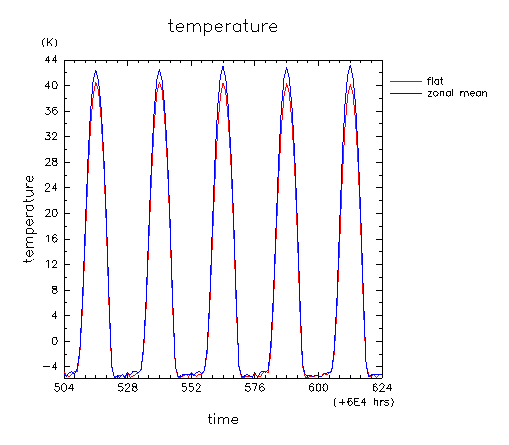 temperature
(K)
44
40
36
32
28
24
20
16
12
8
4
0
-4
temperature
504 528 552 576 600 624
(+6E4 hrs)
time
flat
zonal mean